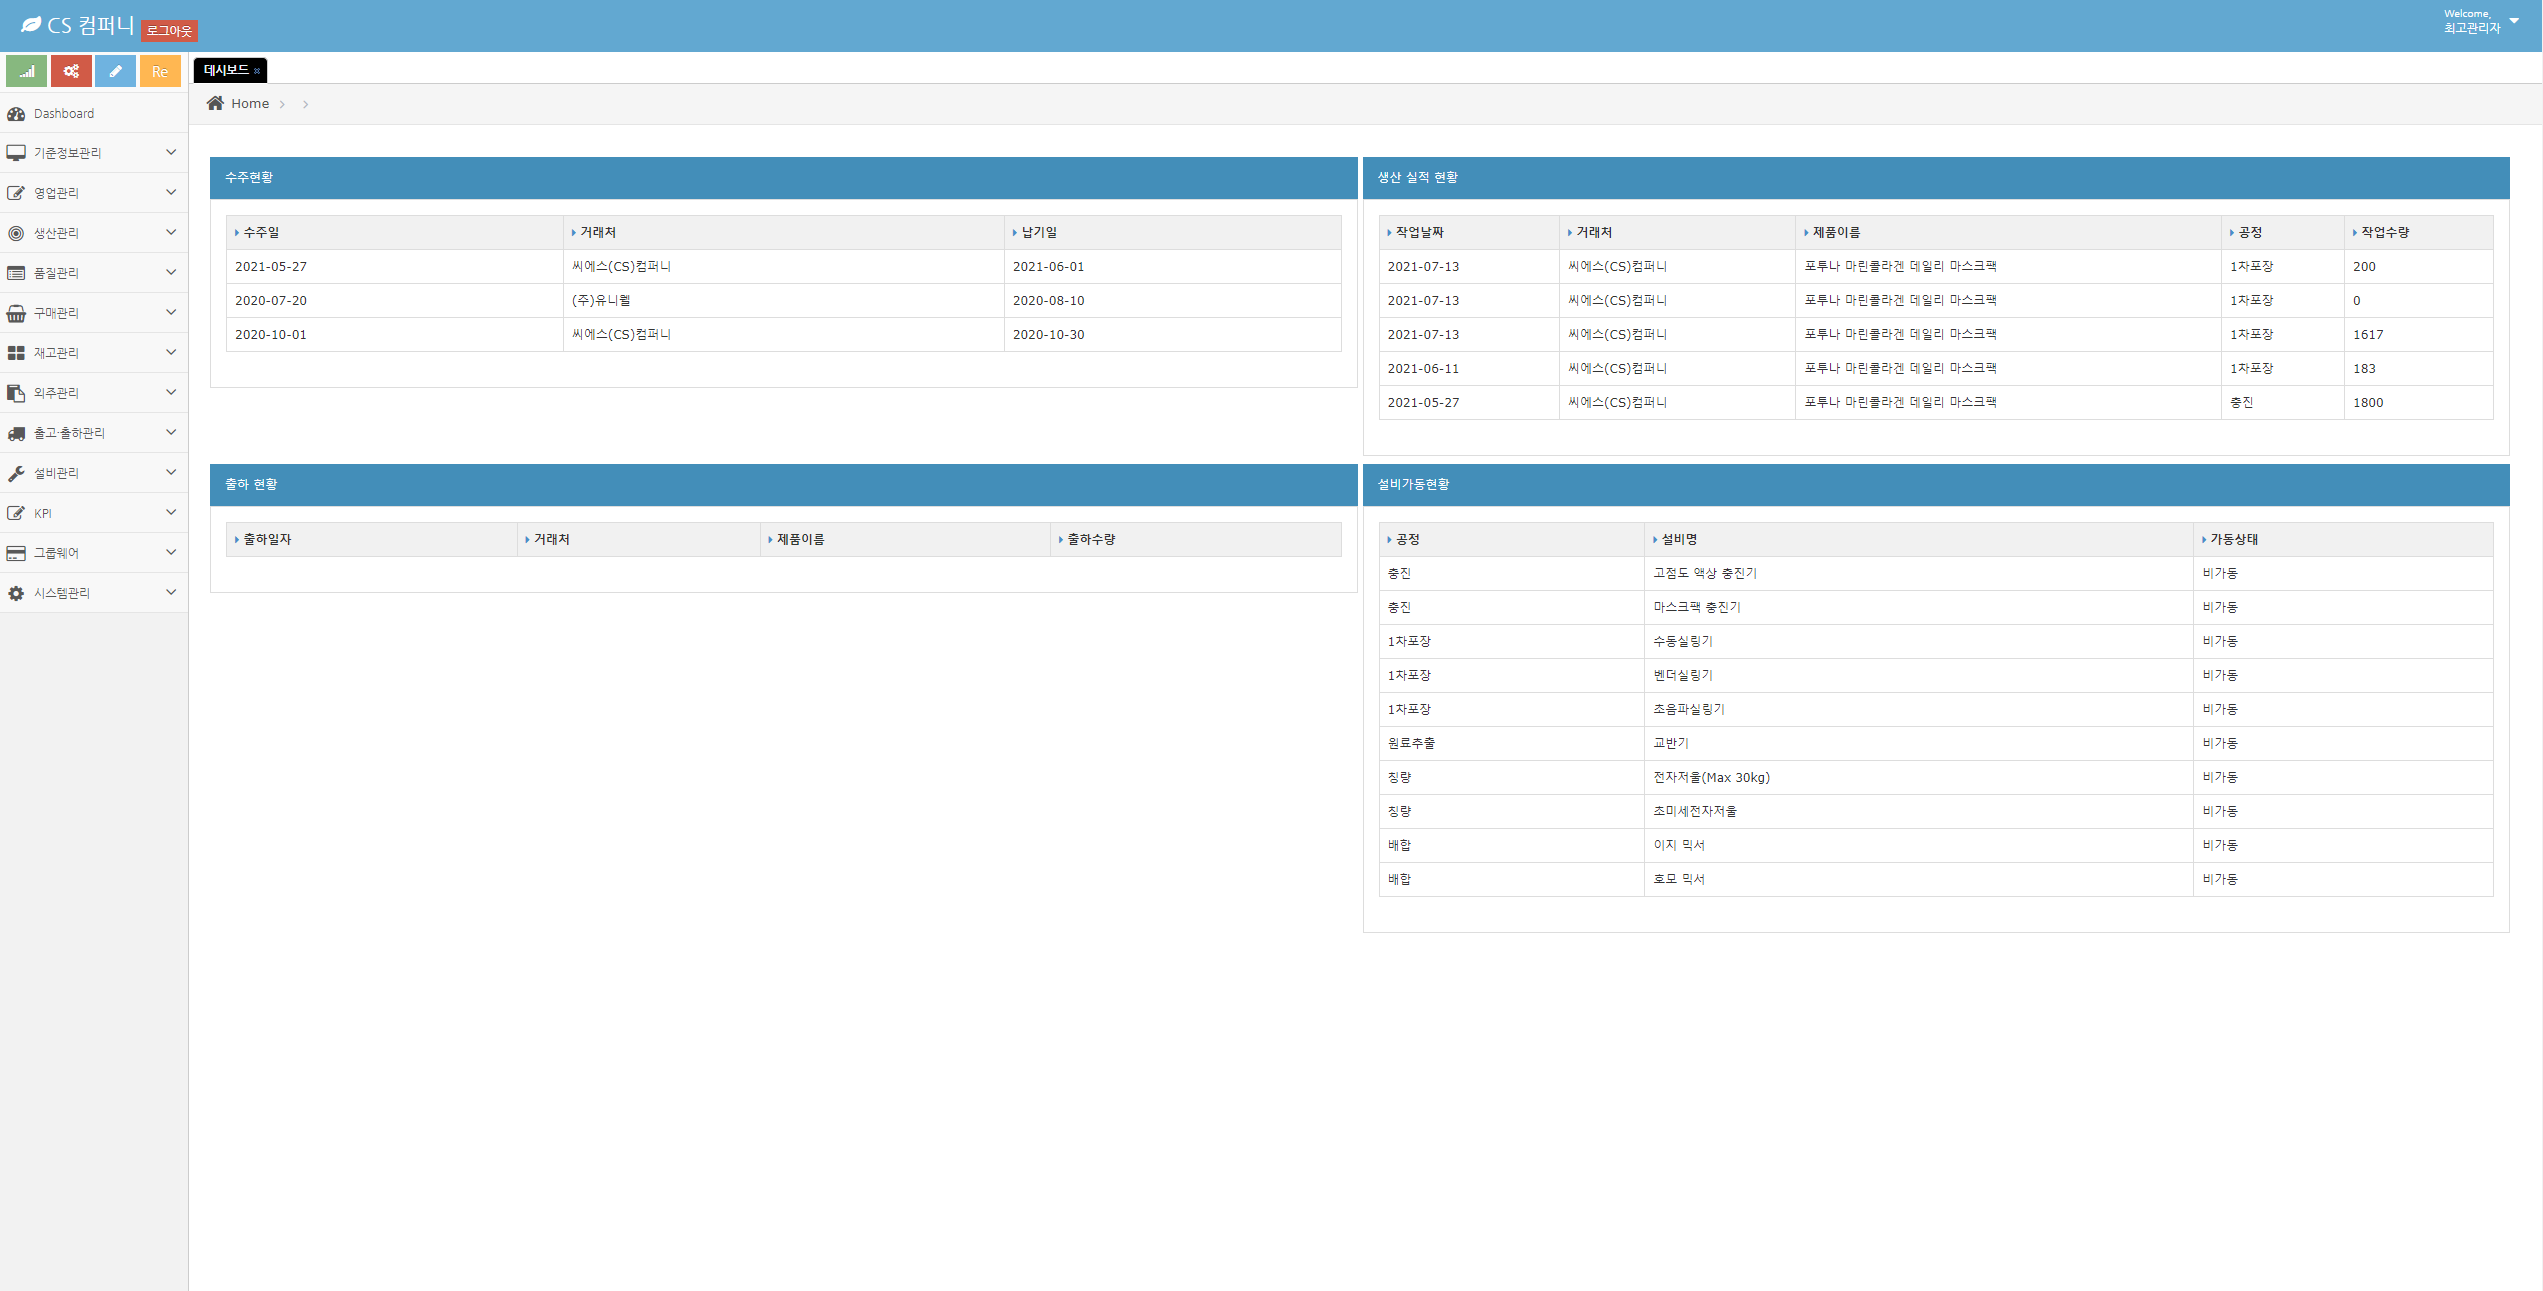 CS 컴퍼니 로그아웃
Welcome,
최고관리자
Re
데시보드
Home
Dashboard
기준정보관리
영업관리
생산관리
품질관리
구매관리
재고관리
외주관리
출고·출하관리
설비관리
KPI
그룹웨어
시스템관리
수주현황
수주일 거래처 납기일
2021-05-27 씨에스(CS)컴퍼니 2021-06-01
2020-07-20 (주)유니웰 2020-08-10
2020-10-01 씨에스(CS)컴퍼니 2020-10-30
생산 실적 현황
작업날짜 거래처 제품이름 공정 작업수량
2021-07-13 씨에스(CS)컴퍼니 포투나 마린콜라겐 데일리 마스크팩 1차포장 200
2021-07-13 씨에스(CS)컴퍼니 포투나 마린콜라겐 데일리 마스크팩 1차포장 0
2021-07-13 씨에스(CS)컴퍼니 포투나 마린콜라겐 데일리 마스크팩 1차포장 1617
2021-06-11 씨에스(CS)컴퍼니 포투나 마린콜라겐 데일리 마스크팩 1차포장 183
2021-05-27 씨에스(CS)컴퍼니 포투나 마린콜라겐 데일리 마스크팩 충진 1800
출하 현황
출하일자 거래처 제품이름 출하수량
설비가동현황
공정 설비명 가동상태
충진 고점도 액상 충진기 비가동
충진 마스크팩 충진기 비가동
1차포장 수동실링기 비가동
1차포장 벤더실링기 비가동
1차포장 초음파실링기 비가동
원료추출 교반기 비가동
칭량 전자저울(Max 30kg) 비가동
칭량 초미세전자저울 비가동
배합 이지 믹서 비가동
배합 호모 믹서 비가동